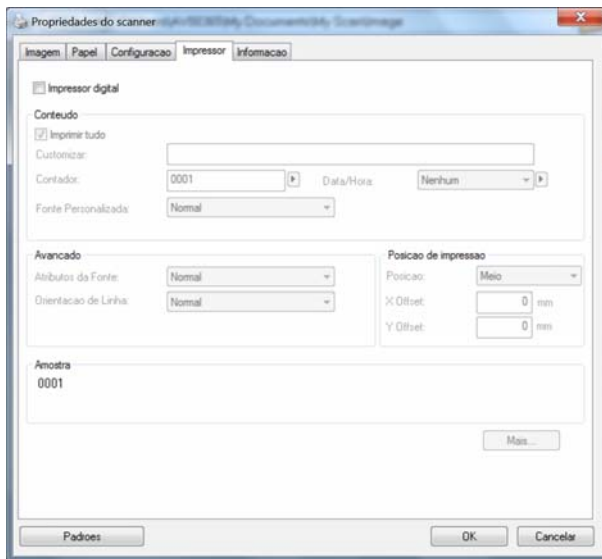 Propriedades do scanner
Imagem Papel Configuracao Impressor Informacao
Impressor digital
Conteudo
Imprimir tudo
Customizar:
Contador: 0001 Data/Hora: Nenhum
Fonte Personalizada: Normal
Avancado Posicao de impressao
Atributos da Fonte: Normal Posicao: Meio
Orientacao de Linha: Normal X Offset: 0 mm
Y Offset: 0 mm
Amostra
0001
Mais...
Padroes OK Cancelar